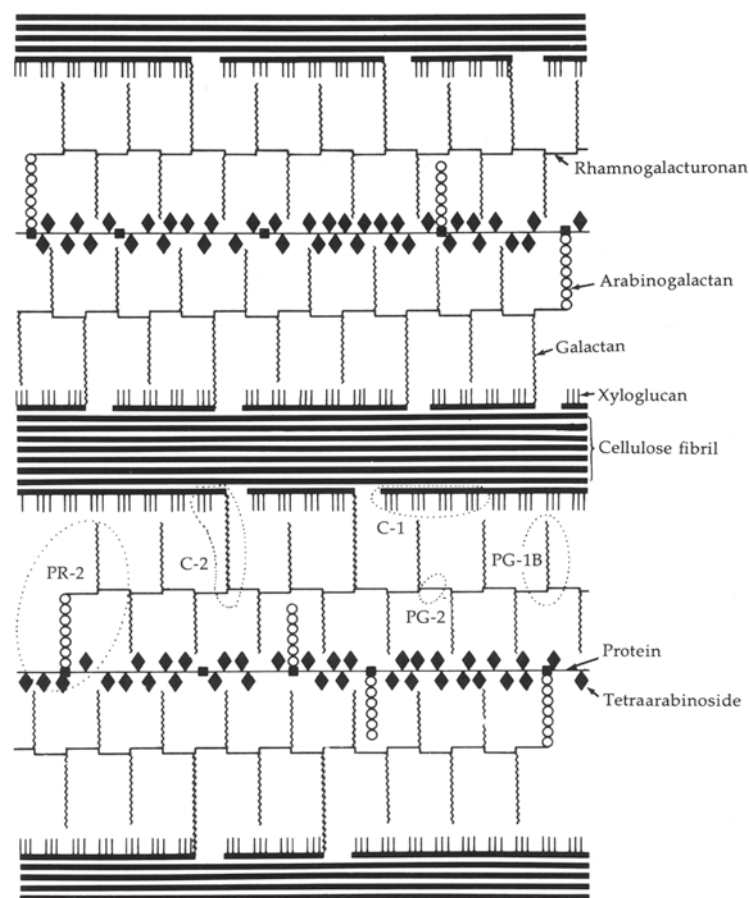 Rhamnogalacturonan
Arabinogalactan
Galactan
Xyloglucan
Cellulose fibril
C-1
C-2
PR-2
PG-1B
PG-2
Protein
Tetraarabinoside